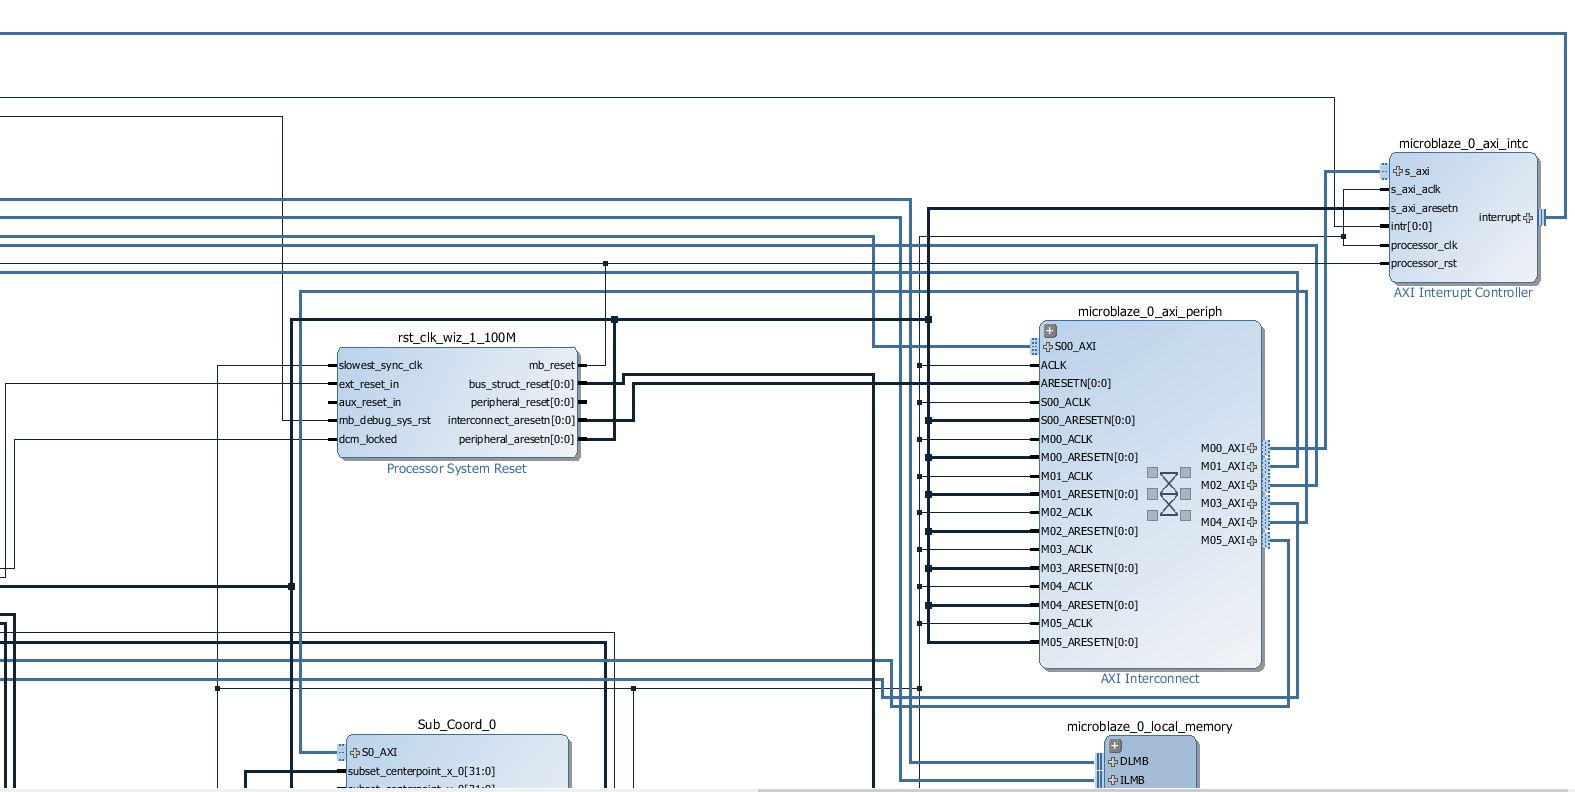 microblaze_0_axi_intc
s_axi
s_axi_aclk
s_axi_aresetn
intr[0:0]
processor_clk
processor_rst
interrupt
AXI Interrupt Controller
rst_clk_wiz_1_100M
slowest_sync_clk
ext_reset_in
aux_reset_in
mb_debug_sys_rst
dcm_locked
mb_reset
bus_struct_reset[0:0]
peripheral_reset[0:0]
interconnect_aresetn[0:0]
peripheral_aresetn[0:0]
Processor System Reset
microblaze_0_axi_periph
S00_AXI
ACLK
ARESETN[0:0]
S00_ACLK
S00_ARESETN[0:0]
M00_ACLK
M00_ARESETN[0:0]
M01_ACLK
M01_ARESETN[0:0]
M02_ACLK
M02_ARESETN[0:0]
M03_ACLK
M03_ARESETN[0:0]
M04_ACLK
M04_ARESETN[0:0]
M05_ACLK
M05_ARESETN[0:0]
M00_AXI
M01_AXI
M02_AXI
M03_AXI
M04_AXI
M05_AXI
AXI Interconnect
Sub_Coord_0
S0_AXI
subset_centerpoint_x_0[31:0]
microblaze_0_local_memory
DLMB
ILMB